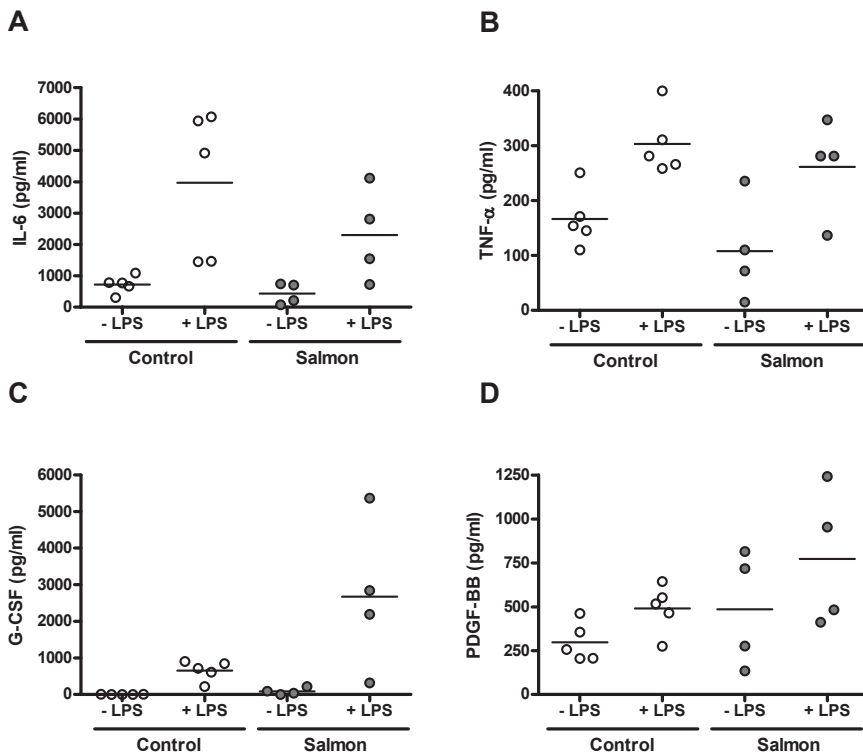 A
IL-6 (pg/ml)
7000
6000
5000
4000
3000
2000
1000
0
- LPS + LPS - LPS + LPS
Control Salmon
B
TNF-α (pg/ml)
400
300
200
100
0
- LPS + LPS - LPS + LPS
Control Salmon
C
G-CSF (pg/ml)
6000
5000
4000
3000
2000
1000
0
- LPS + LPS - LPS + LPS
Control Salmon
D
PDGF-BB (pg/ml)
1250
1000
750
500
250
0
- LPS + LPS - LPS + LPS
Control Salmon